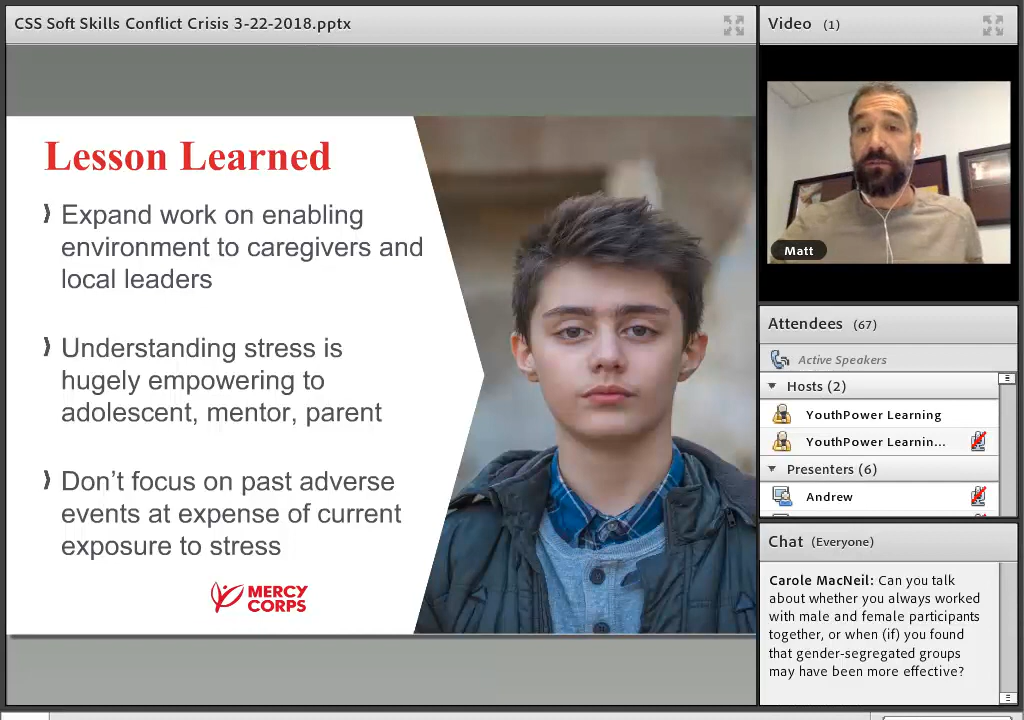 CSS Soft Skills Conflict Crisis 3-22-2018.pptx
Lesson Learned
Expand work on enabling
environment to caregivers and
local leaders
Understanding stress is
hugely empowering to
adolescent, mentor, parent
Don’t focus on past adverse
events at expense of current
exposure to stress
MERCY
CORPS
Video (1)
Matt
Attendees (67)
Active Speakers
Hosts (2)
YouthPower Learning
YouthPower Learnin...
Presenters (6)
Andrew
Chat (Everyone)
Carole MacNeil: Can you talk
about whether you always worked
with male and female participants
together, or when (if) you found
that gender-segregated groups
may have been more effective?